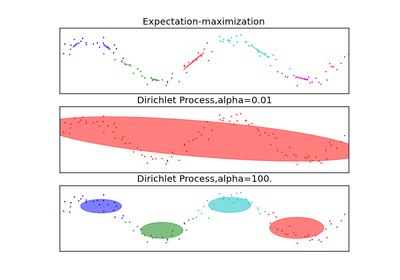 Expectation-maximization
Dirichlet Process,alpha=0.01
Dirichlet Process,alpha=100.